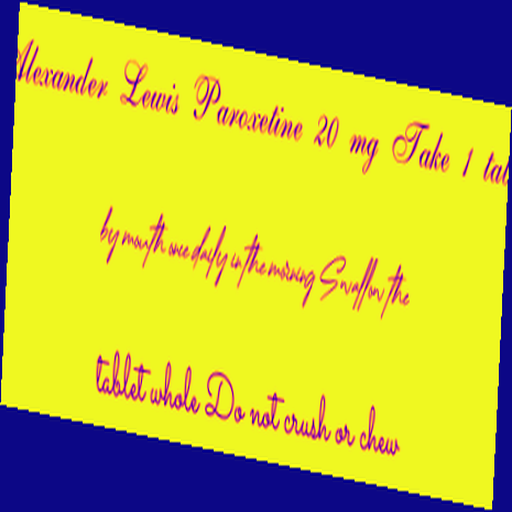 Alexander Lewis Paroxetine 20 mg Take 1 tab
by mouth once daily in the morning Swallow the
tablet whole Do not crush or chew